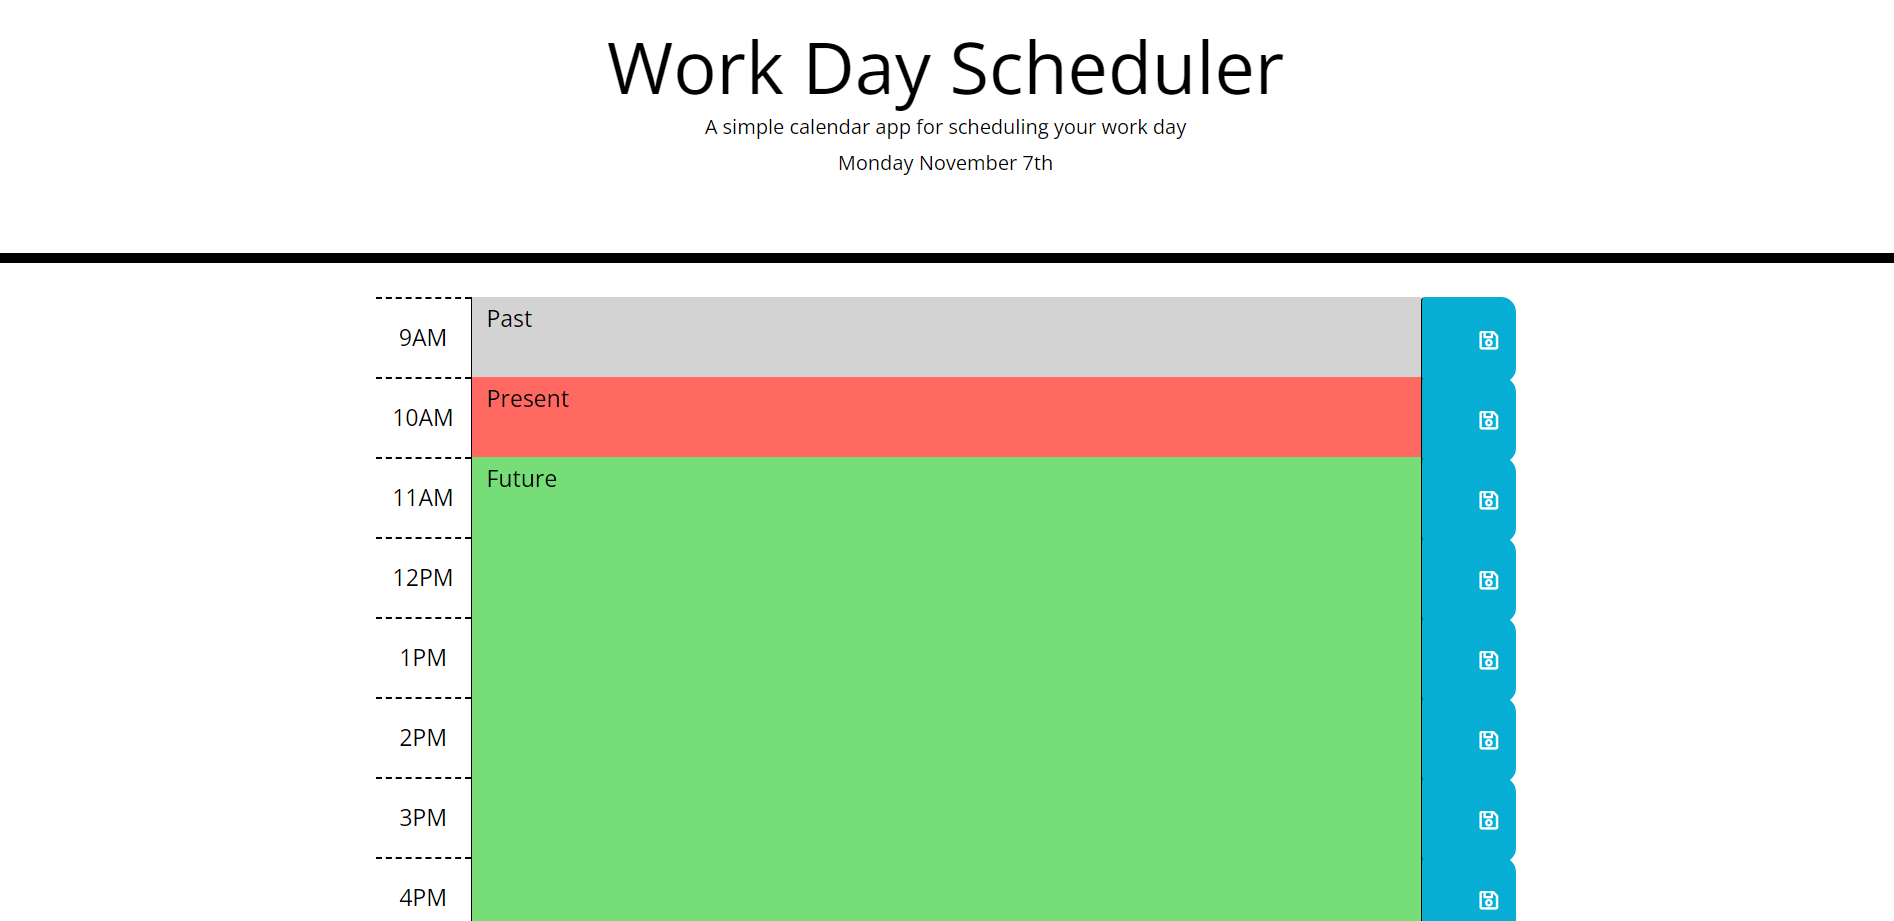 Work Day Scheduler
A simple calendar app for scheduling your work day
Monday November 7th
9AM
Past
10AM
Present
11AM
Future
12PM
1PM
2PM
3PM
4PM